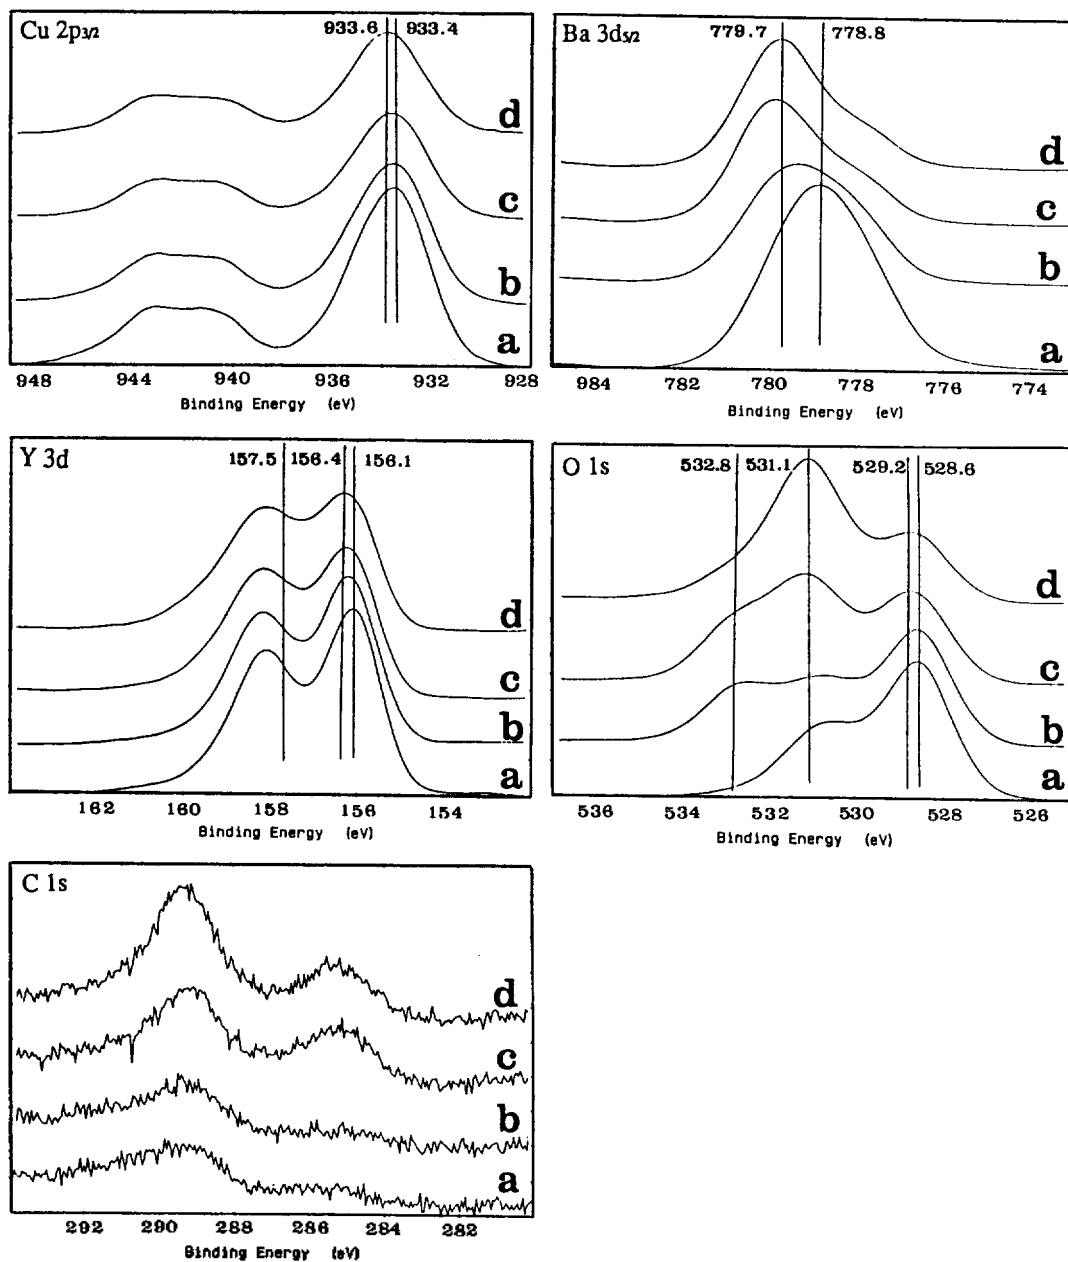 Cu 2p3/2 933.6 933.4
d
c
b
a
948 944 940 936 932 928
Binding Energy (eV)
Ba 3d5/2 779.7 778.8
d
c
b
a
984 782 780 778 776 774
Binding Energy (eV)
Y 3d 157.5 156.4 156.1
d
c
b
a
162 160 158 156 154
Binding Energy (eV)
O 1s 532.8 531.1 529.2 528.6
d
c
b
a
536 534 532 530 528 526
Binding Energy (eV)
C 1s
d
c
b
a
292 290 288 286 284 282
Binding Energy (eV)